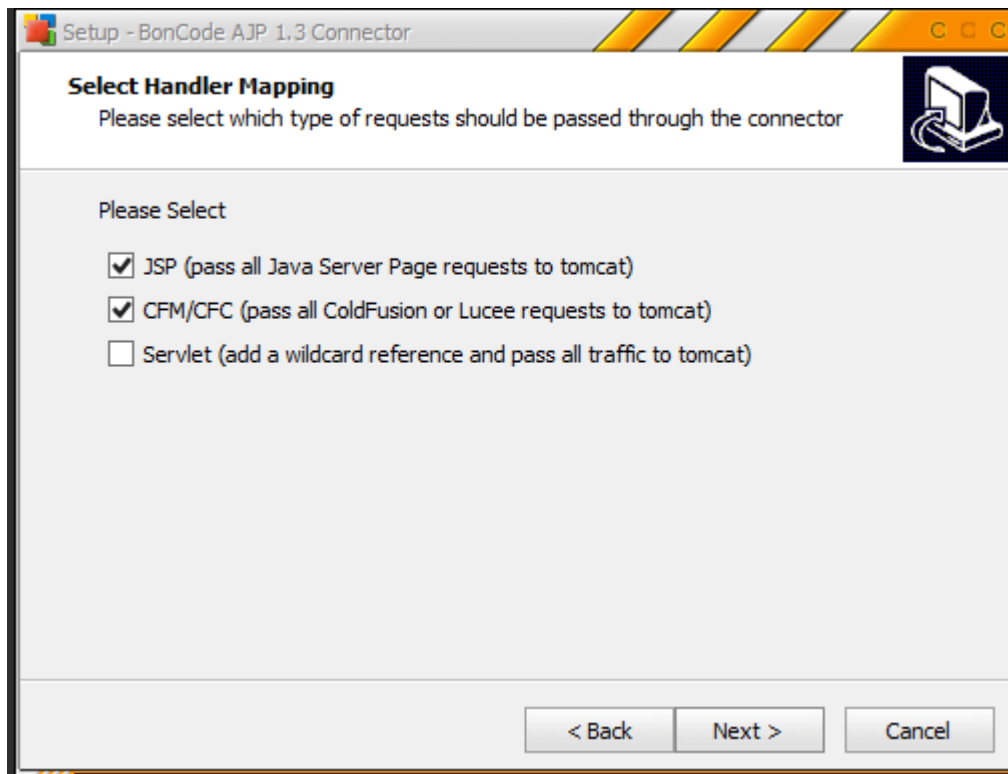 Setup - BonCode AJP 1.3 Connector
C C C
Select Handler Mapping
Please select which type of requests should be passed through the connector
Please Select
JSP (pass all Java Server Page requests to tomcat)
CFM/CFC (pass all ColdFusion or Lucee requests to tomcat)
Servlet (add a wildcard reference and pass all traffic to tomcat)
< Back
Next >
Cancel